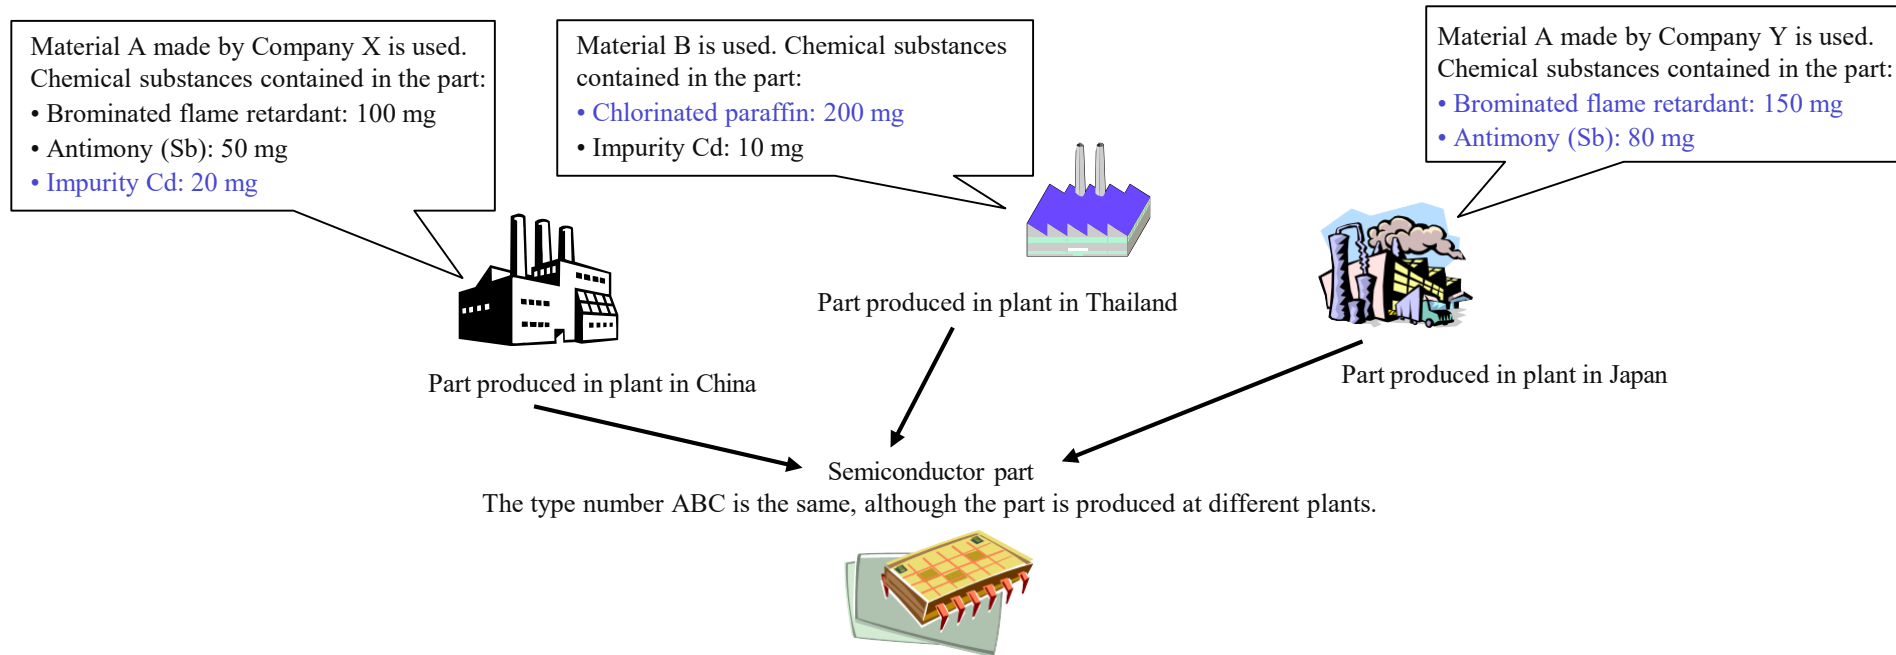 Material A made by Company X is used.
Chemical substances contained in the part:
• Brominated flame retardant: 100 mg
• Antimony (Sb): 50 mg
• Impurity Cd: 20 mg
Material B is used. Chemical substances
contained in the part:
• Chlorinated paraffin: 200 mg
• Impurity Cd: 10 mg
Material A made by Company Y is used.
Chemical substances contained in the part:
• Brominated flame retardant: 150 mg
• Antimony (Sb): 80 mg
Part produced in plant in China
Part produced in plant in Thailand
Part produced in plant in Japan
Semiconductor part
The type number ABC is the same, although the part is produced at different plants.